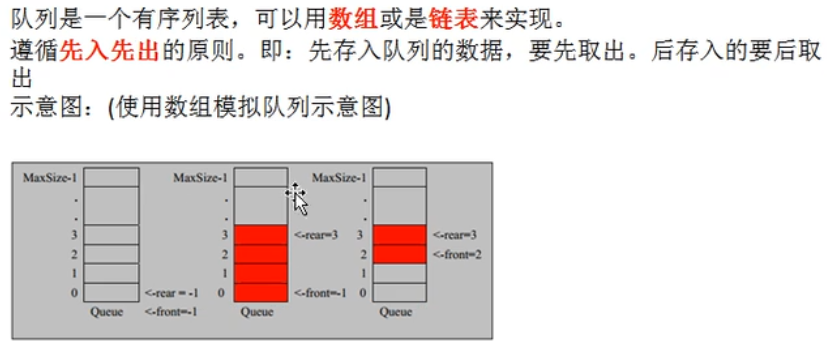 队列是一个有序列表，可以用数组或是链表来实现。
遵循先入先出的原则。即：先存入队列的数据，要先取出。后存入的要后取
出
示意图：(使用数组模拟队列示意图)
MaxSize-1 MaxSize-1 MaxSize-1
. . .
. . .
3 3 <-rear=3 3 <-rear=3
2 2 2 <-front=2
1 1 1
0 <-rear = -1 0 <-front=-1 0
Queue <-front=-1 Queue Queue